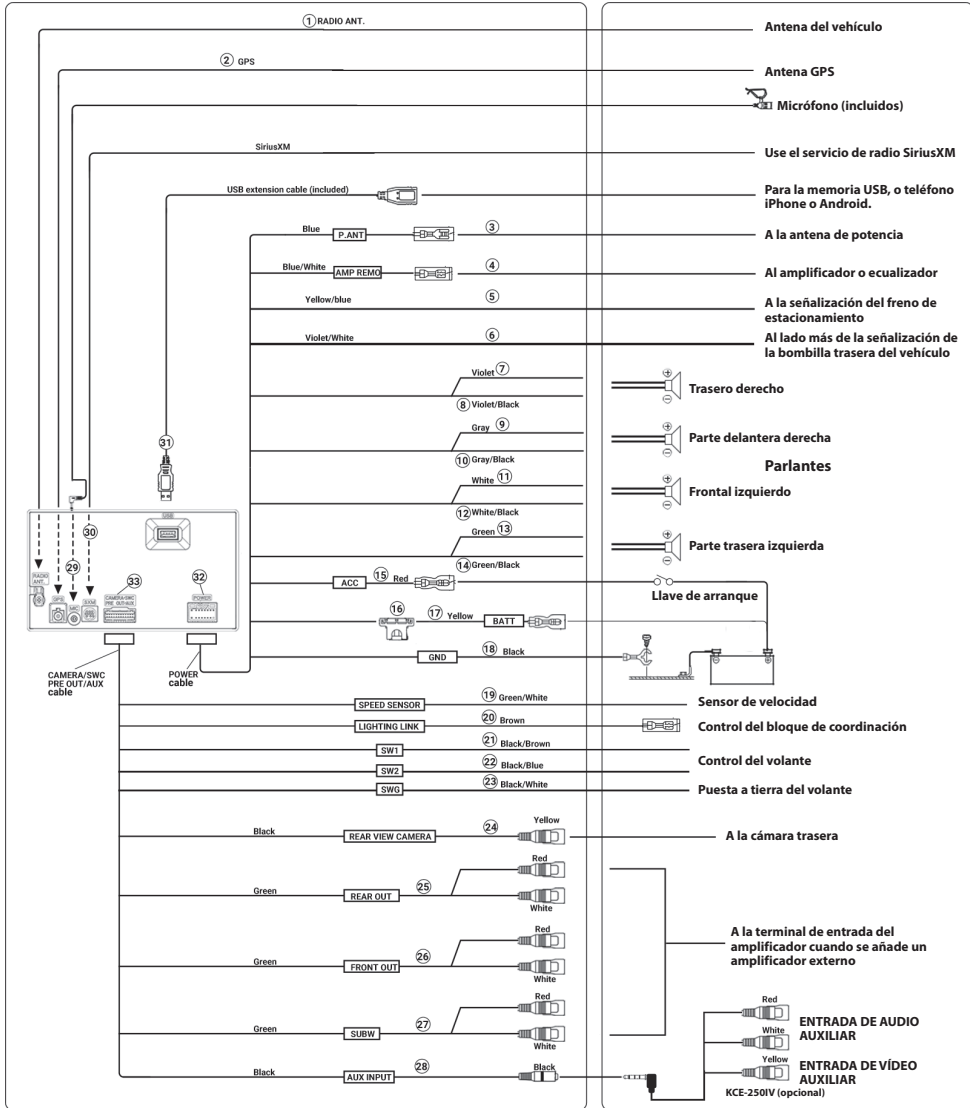 1 RADIO ANT.
Antena del vehículo
2 GPS
Antena GPS
Micrófono (incluidos)
SiriusXM
Use el servicio de radio SiriusXM
USB extension cable (included)
Para la memoria USB, o teléfono
iPhone o Android.
Blue P.ANT 3
A la antena de potencia
Blue/White AMP REMO 4
Al amplificador o ecualizador
Yellow/blue 5
A la señalización del freno de
estacionamiento
Violet/White 6
Al lado más de la señalización de
la bombilla trasera del vehículo
Violet 7
8 Violet/Black
+
−
Trasero derecho
Gray 9
10 Gray/Black
+
−
Parte delantera derecha
Parlantes
White 11
12 White/Black
+
−
Frontal izquierdo
Green 13
14 Green/Black
+
−
Parte trasera izquierda
31
USB
30
29
33
32
RADIO
ANT.
GPS
MIC
SXM
CAMERA/SWC
PRE OUT/AUX
POWER
ACC 15 Red
Llave de arranque
16 17 Yellow BATT
GND 18 Black
CAMERA/SWC
PRE OUT/AUX
cable
POWER
cable
SPEED SENSOR 19 Green/White
Sensor de velocidad
LIGHTING LINK 20 Brown
Control del bloque de coordinación
SW1 21 Black/Brown
Control del volante
SW2 22 Black/Blue
SWG 23 Black/White
Puesta a tierra del volante
Black REAR VIEW CAMERA 24 Yellow
A la cámara trasera
Green REAR OUT 25 Red
White
Green FRONT OUT 26 Red
White
A la terminal de entrada del
amplificador cuando se añade un
amplificador externo
Green SUBW 27 Red
White
Black AUX INPUT 28 Black
Red
White
ENTRADA DE AUDIO
AUXILIAR
Yellow
ENTRADA DE VÍDEO
AUXILIAR
KCE-250IV (opcional)